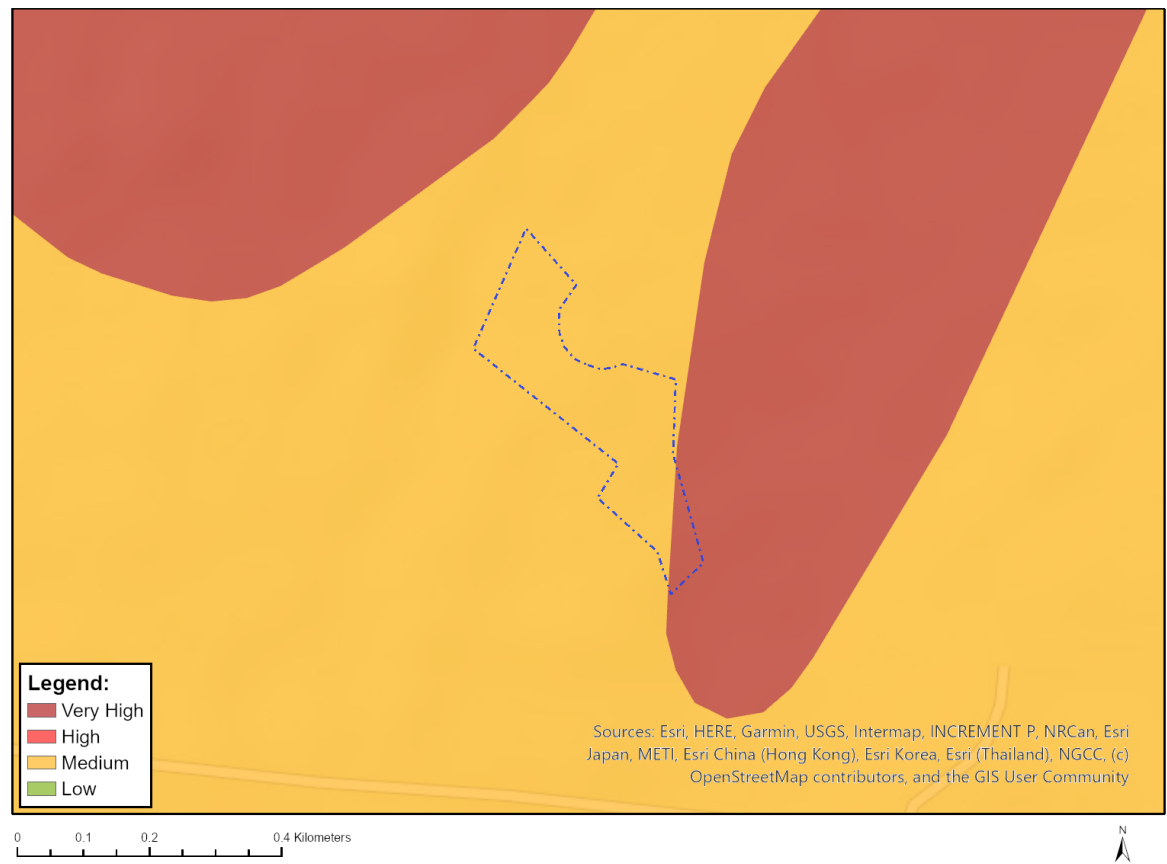 Legend:
Very High
High
Medium
Low
Sources: Esri, HERE, Garmin, USGS, Intermap, INCREMENT P, NRCan, Esri
Japan, METI, Esri China (Hong Kong), Esri Korea, Esri (Thailand), NGCC, (c)
OpenStreetMap contributors, and the GIS User Community
0 0.1 0.2 0.4 Kilometers
N